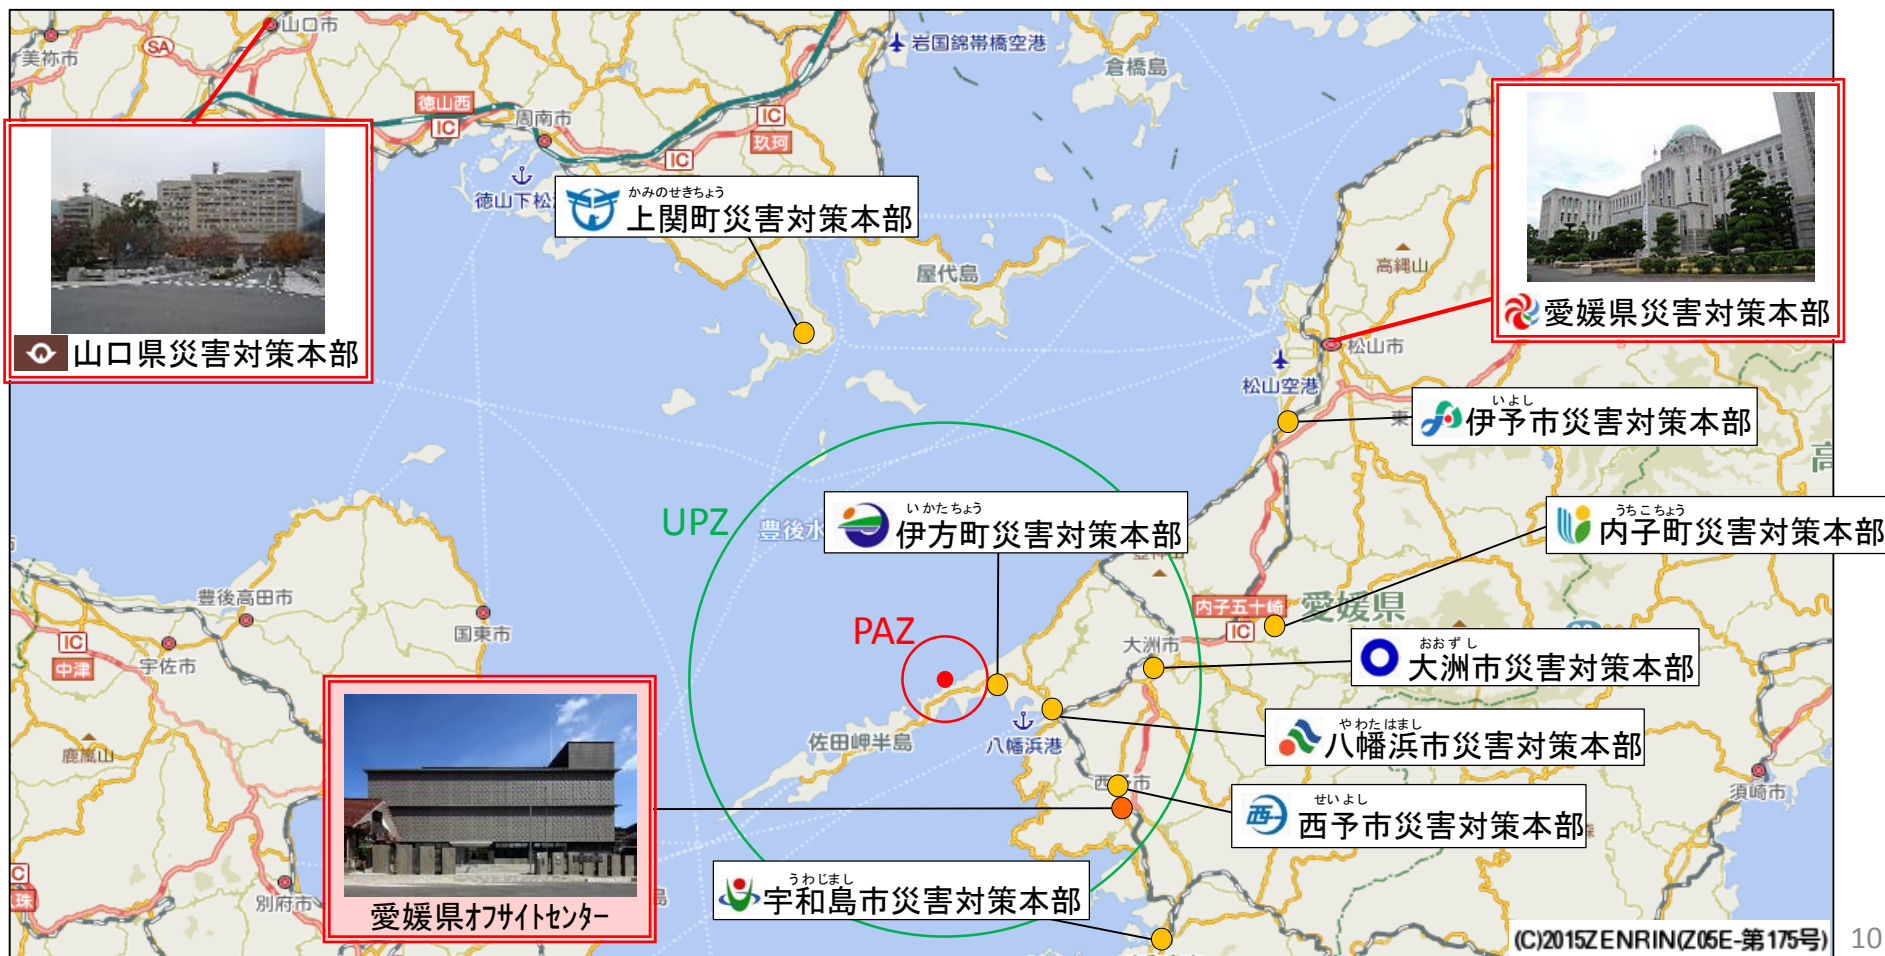 山口市
SA
美祢市
岩国錦帯橋空港
倉橋島
徳山西
IC
周南市
IC
玖珂
IC
徳山下松
かみのせきちょう
上関町災害対策本部
屋代島
高縄山
山口県災害対策本部
愛媛県災害対策本部
松山市
松山空港
いよし
伊予市災害対策本部
東
高
UPZ
豊後水
いかたちょう
伊方町災害対策本部
うちこちょう
内子町災害対策本部
豊後高田市
国東市
IC
中津
宇佐市
PAZ
内子五十崎
IC
愛媛県
大洲市
おおずし
大洲市災害対策本部
佐田岬半島
八幡浜港
やわたはまし
八幡浜市災害対策本部
鹿嵐山
西予市
せいよし
西予市災害対策本部
須崎市
森
愛媛県オフサイトセンター
うわじまし
宇和島市災害対策本部
島
別府市
C
珠
(C)2015ZENRIN(Z05E-第175号)
10